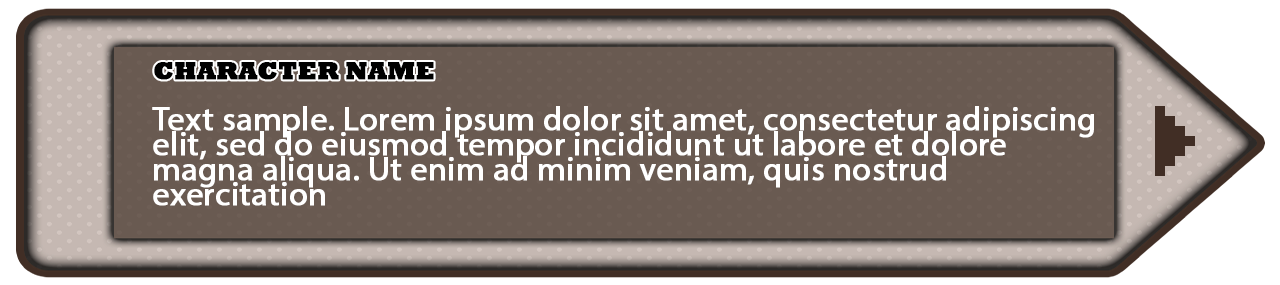 CHARACTER NAME
Text sample. Lorem ipsum dolor sit amet, consectetur adipiscing
elit, sed do eiusmod tempor incididunt ut labore et dolore
magna aliqua. Ut enim ad minim veniam, quis nostrud
exercitation